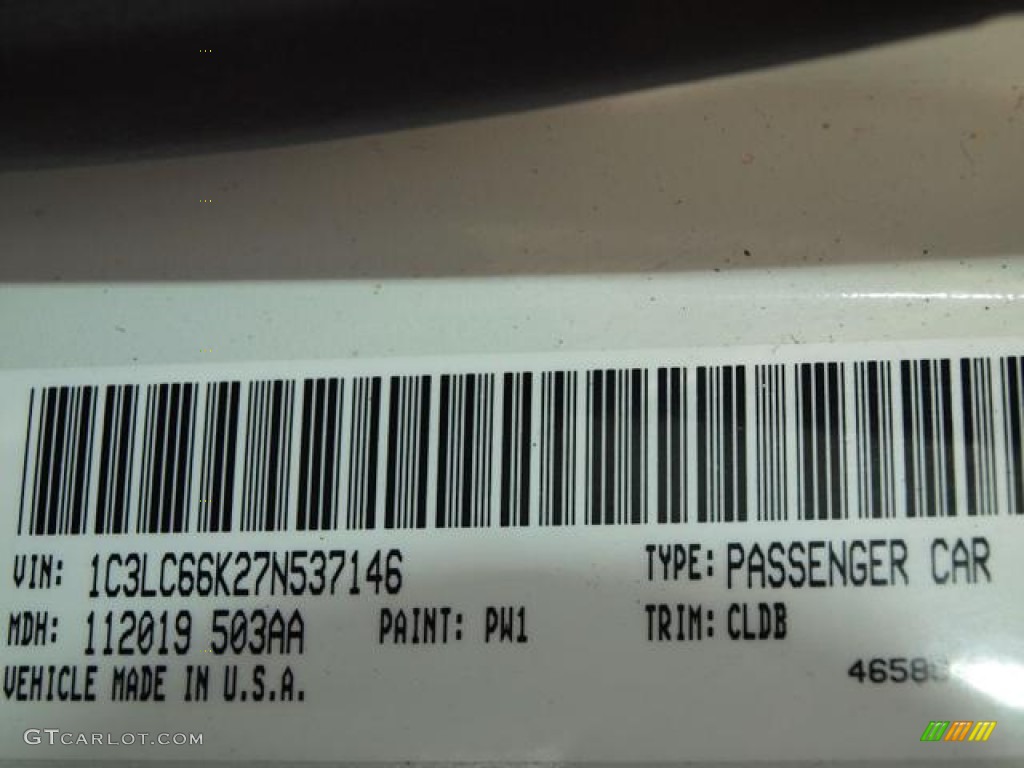 VIN: 1C3LC66K27N537146 TYPE: PASSENGER CAR
MDH: 112019 503AA PAINT: PW1 TRIM: CLDB
VEHICLE MADE IN U.S.A.
GTCARLOT.COM